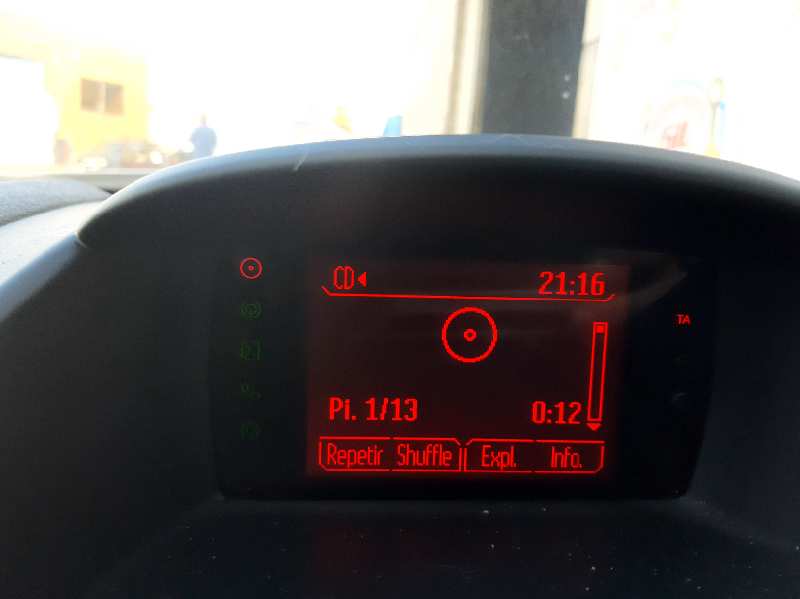 CD 21:16
TA
Pi. 1/13 0:12
Repetir Shuffle Expl. Info.